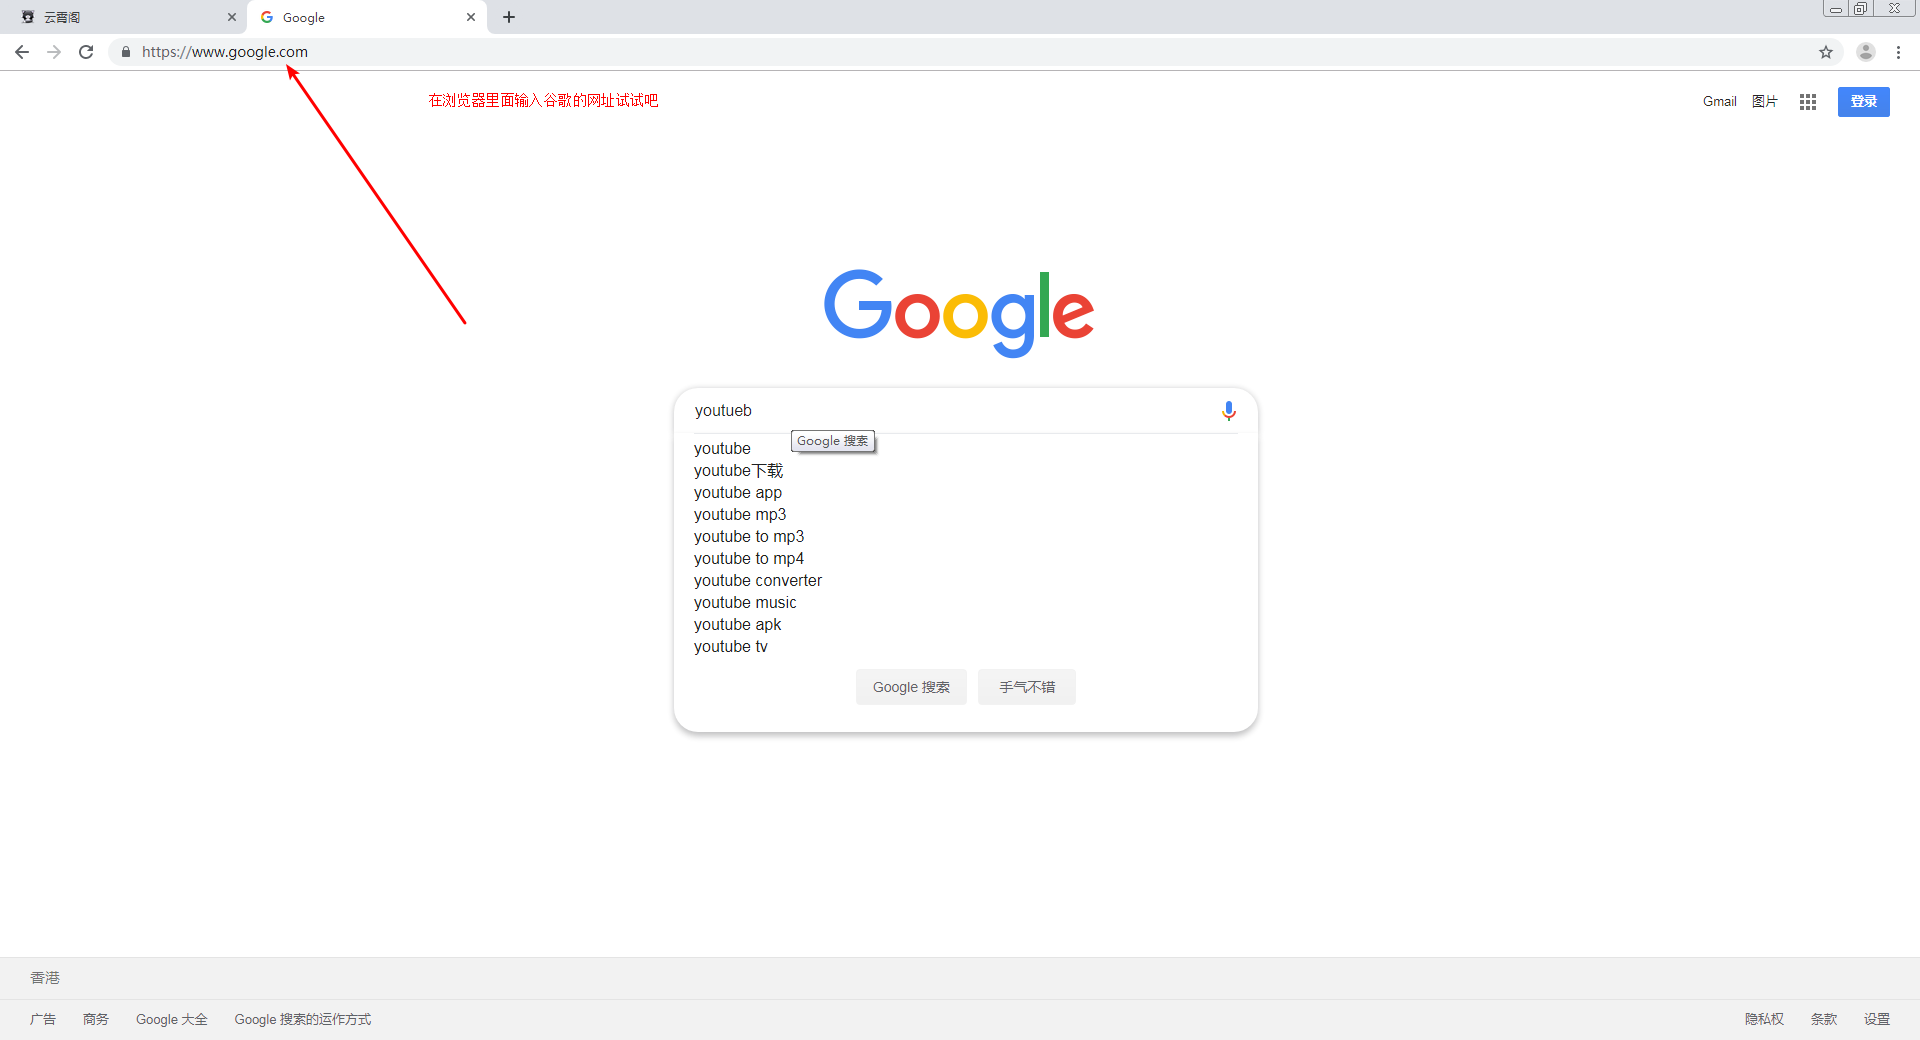 云霄阁
Google
https://www.google.com
在浏览器里面输入谷歌的网址试试吧
Gmail 图片 登录
Google
youtueb
Google 搜索
youtube
youtube下载
youtube app
youtube mp3
youtube to mp3
youtube to mp4
youtube converter
youtube music
youtube apk
youtube tv
Google 搜索 手气不错
香港
广告 商务 Google 大全 Google 搜索的运作方式 隐私权 条款 设置